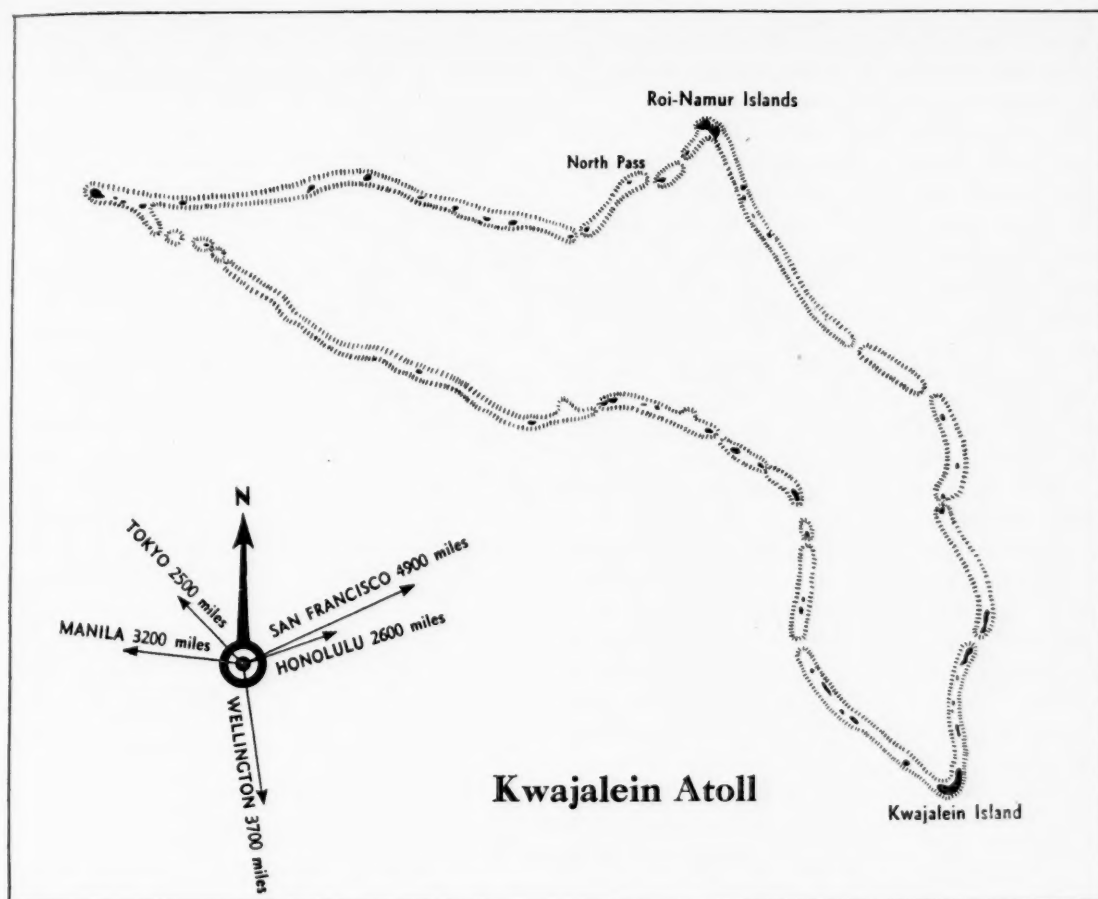 Roi-Namur Islands
North Pass
N
TOKYO 2500 miles
SAN FRANCISCO 4900 miles
MANILA 3200 miles
HONOLULU 2600 miles
WELLINGTON 3700 miles
Kwajalein Atoll
Kwajalein Island